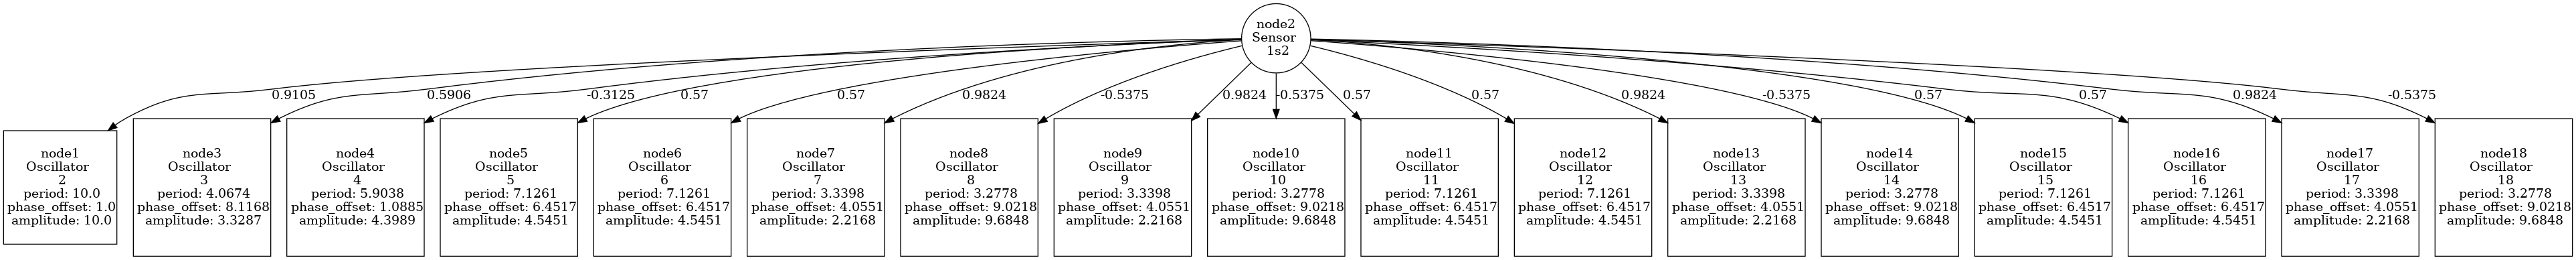 node2
Sensor
1s2
0.9105
0.5906
-0.3125
0.57
0.57
0.9824
-0.5375
0.9824
-0.5375
0.57
0.57
0.9824
-0.5375
0.57
0.57
0.9824
-0.5375
node1
Oscillator
2
period: 10.0
phase_offset: 1.0
amplitude: 10.0
node3
Oscillator
3
period: 4.0674
phase_offset: 8.1168
amplitude: 3.3287
node4
Oscillator
4
period: 5.9038
phase_offset: 1.0885
amplitude: 4.3989
node5
Oscillator
5
period: 7.1261
phase_offset: 6.4517
amplitude: 4.5451
node6
Oscillator
6
period: 7.1261
phase_offset: 6.4517
amplitude: 4.5451
node7
Oscillator
7
period: 3.3398
phase_offset: 4.0551
amplitude: 2.2168
node8
Oscillator
8
period: 3.2778
phase_offset: 9.0218
amplitude: 9.6848
node9
Oscillator
9
period: 3.3398
phase_offset: 4.0551
amplitude: 2.2168
node10
Oscillator
10
period: 3.2778
phase_offset: 9.0218
amplitude: 9.6848
node11
Oscillator
11
period: 7.1261
phase_offset: 6.4517
amplitude: 4.5451
node12
Oscillator
12
period: 7.1261
phase_offset: 6.4517
amplitude: 4.5451
node13
Oscillator
13
period: 3.3398
phase_offset: 4.0551
amplitude: 2.2168
node14
Oscillator
14
period: 3.2778
phase_offset: 9.0218
amplitude: 9.6848
node15
Oscillator
15
period: 7.1261
phase_offset: 6.4517
amplitude: 4.5451
node16
Oscillator
16
period: 7.1261
phase_offset: 6.4517
amplitude: 4.5451
node17
Oscillator
17
period: 3.3398
phase_offset: 4.0551
amplitude: 2.2168
node18
Oscillator
18
period: 3.2778
phase_offset: 9.0218
amplitude: 9.6848